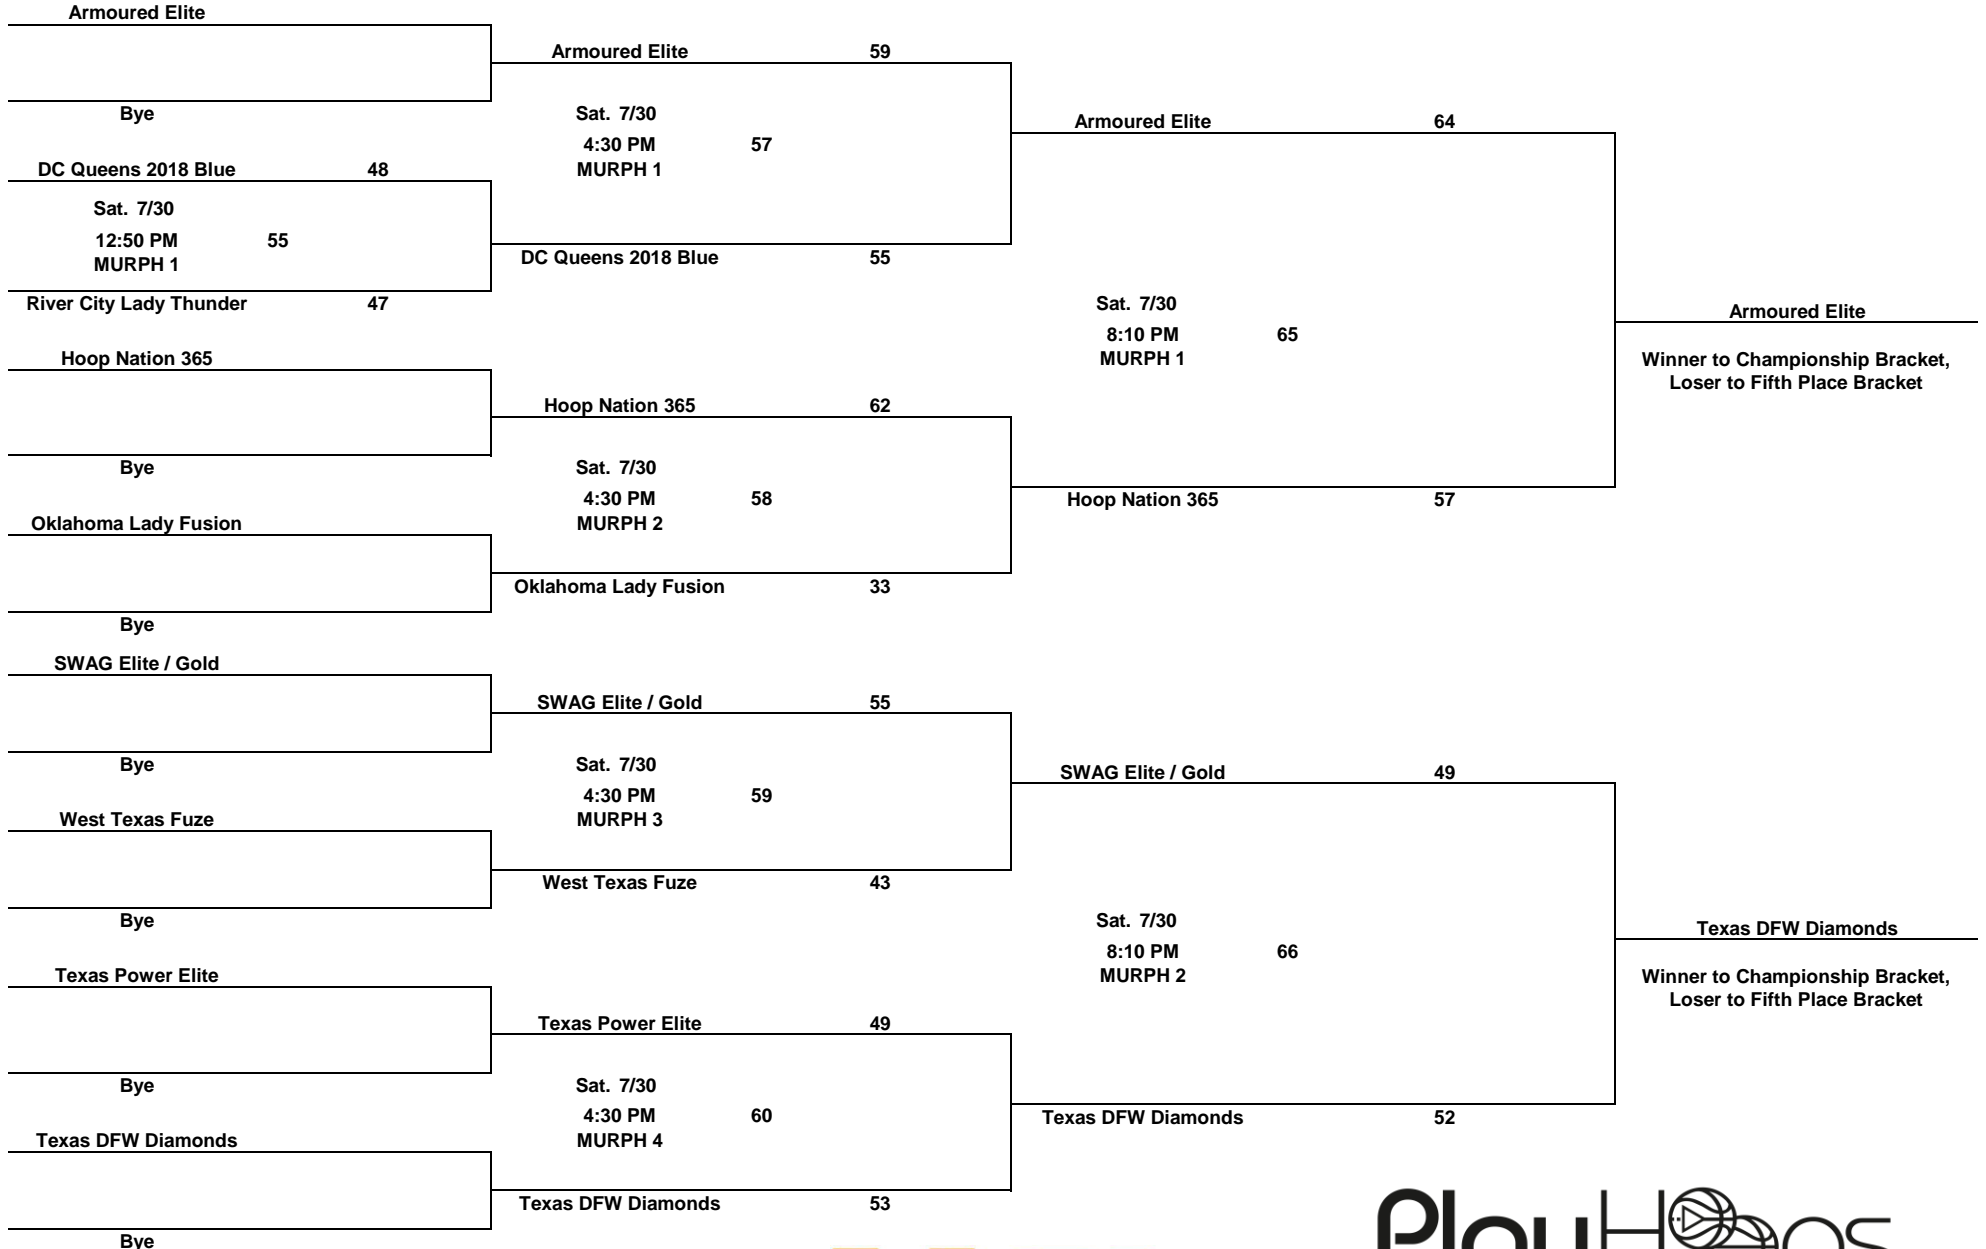 Armoured Elite
Bye
DC Queens 2018 Blue 48
Sat. 7/30
12:50 PM 55
MURPH 1
River City Lady Thunder 47
Hoop Nation 365
Bye
Oklahoma Lady Fusion
Bye
SWAG Elite / Gold
Bye
West Texas Fuze
Bye
Texas Power Elite
Bye
Texas DFW Diamonds
Bye
Armoured Elite 59
Sat. 7/30
4:30 PM 57
MURPH 1
DC Queens 2018 Blue 55
Hoop Nation 365 62
Sat. 7/30
4:30 PM 58
MURPH 2
Oklahoma Lady Fusion 33
SWAG Elite / Gold 55
Sat. 7/30
4:30 PM 59
MURPH 3
West Texas Fuze 43
Texas Power Elite 49
Sat. 7/30
4:30 PM 60
MURPH 4
Texas DFW Diamonds 53
Armoured Elite 64
Sat. 7/30
8:10 PM 65
MURPH 1
Hoop Nation 365 57
SWAG Elite / Gold 49
Sat. 7/30
8:10 PM 66
MURPH 2
Texas DFW Diamonds 52
Armoured Elite
Winner to Championship Bracket,
Loser to Fifth Place Bracket
Texas DFW Diamonds
Winner to Championship Bracket,
Loser to Fifth Place Bracket
PlayHoops